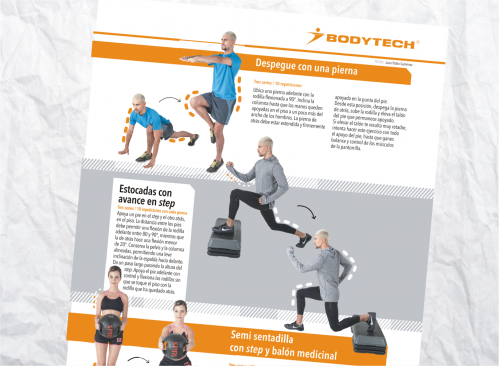 BODYTECH®
Despegue con una pierna
Tres series / 10 repeticiones
Ubica una pierna adelante con la
rodilla flexionada a 90°. Inclina la
columna hasta que las manos queden
apoyadas en el piso a un poco más del
ancho de los hombros. La pierna de
atrás debe estar extendida y firmemente
apoyada en la punta del pie.
Desde esta posición, despega la pierna
de atrás, sube la rodilla y eleva el talón
del pie que permanece apoyado.
Si elevar el talón te resulta muy retador,
intenta hacer este ejercicio con todo
el apoyo del pie, hasta que ganes
balance y control de los músculos
de la pantorrilla.
Estocadas con
avance en step
Tres series / 10 repeticiones con cada pierna
Apoya un pie en el step y el otro atrás,
en el piso. La distancia entre los pies
debe permitir una flexión de la rodilla
adelante entre 80 y 90°, mientras que
la de atrás hace una flexión menor
de 20°. Conserva la pelvis y la columna
alineadas, permitiendo una leve
inclinación de la espalda hacia delante.
Da un paso largo pasando la altura del
step. Apoya el pie adelante con
control y flexiona las rodillas sin
que se toque el piso con la
rodilla que ha quedado atrás.
Semi sentadilla
con step y balón medicinal